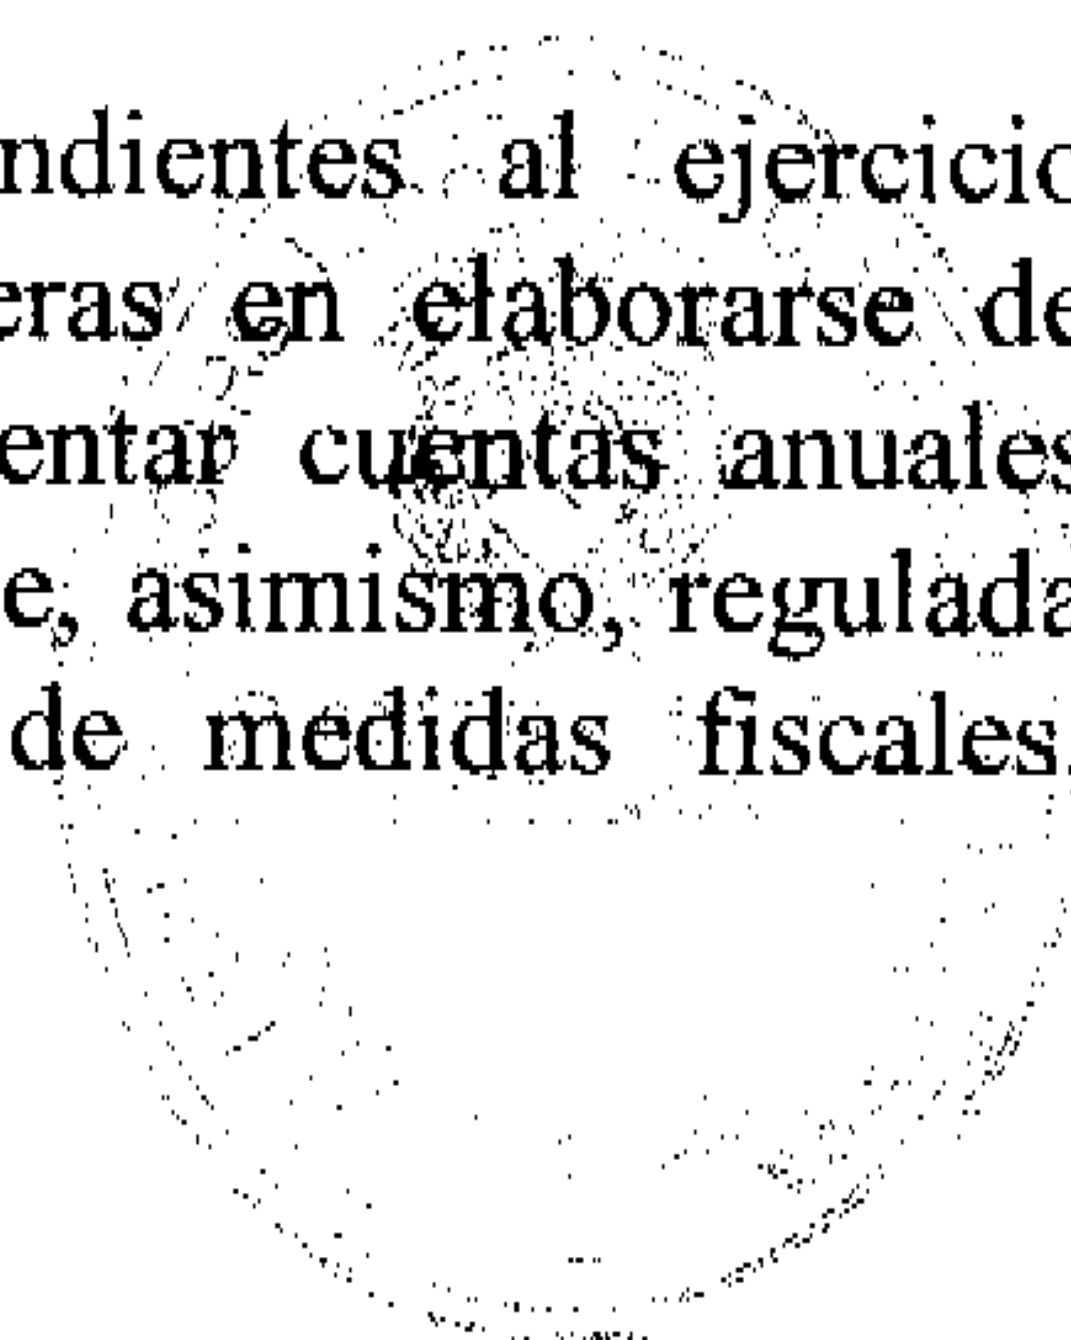 ndientes al ejercicio
eras en elaborarse de
entar cuentas anuales
e, asimismo, regulada
de medidas fiscales.